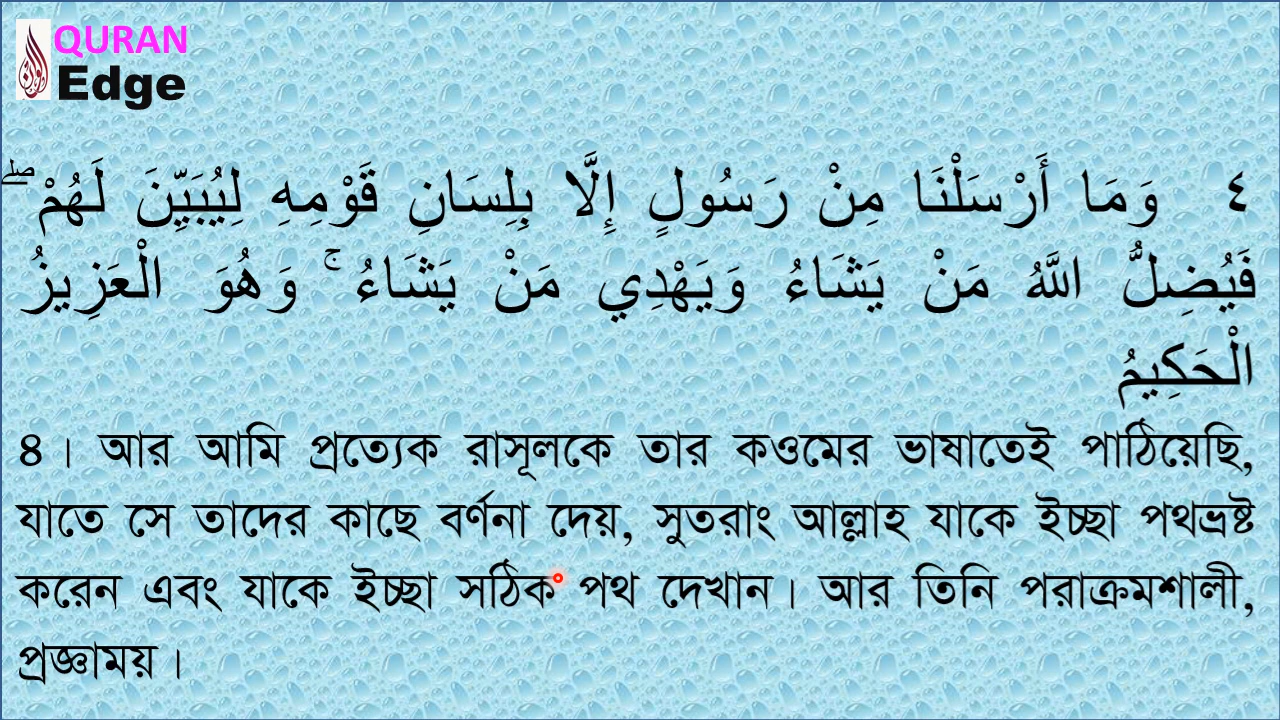 QURAN
Edge
٤ وَمَا أَرْسَلْنَا مِنْ رَسُولٍ إِلَّا بِلِسَانِ قَوْمِهِ لِيُبَيِّنَ لَهُمْ ۖ
فَيُضِلُّ اللَّهُ مَنْ يَشَاءُ وَيَهْدِي مَنْ يَشَاءُ ۚ وَهُوَ الْعَزِيزُ
الْحَكِيمُ
৪। আর আমি প্রত্যেক রাসূলকে তার কওমের ভাষাতেই পাঠিয়েছি,
যাতে সে তাদের কাছে বর্ণনা দেয়, সুতরাং আল্লাহ যাকে ইচ্ছা পথভ্রষ্ট
করেন এবং যাকে ইচ্ছা সঠিক পথ দেখান। আর তিনি পরাক্রমশালী,
প্রজ্ঞাময়।